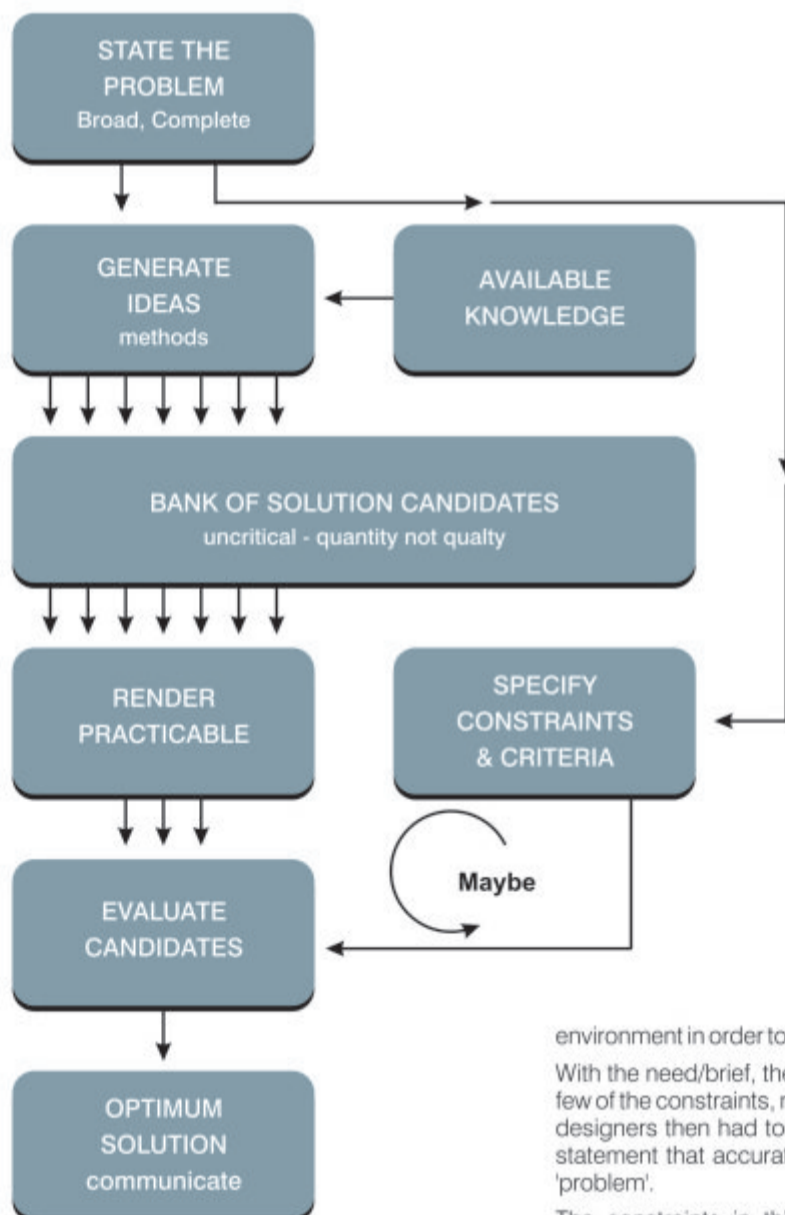 STATE THE
PROBLEM
Broad, Complete
GENERATE
IDEAS
methods
AVAILABLE
KNOWLEDGE
BANK OF SOLUTION CANDIDATES
uncritical - quantity not qualty
RENDER
PRACTICABLE
SPECIFY
CONSTRAINTS
& CRITERIA
Maybe
EVALUATE
CANDIDATES
OPTIMUM
SOLUTION
communicate
environment in order to
With the need/brief, the
few of the constraints, r
designers then had to
statement that accurat
'problem'.